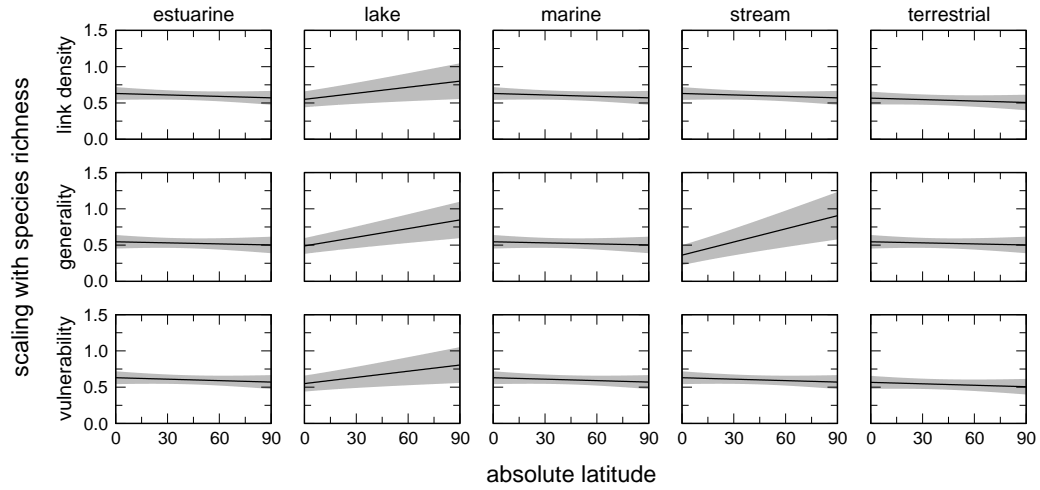 estuarine lake marine stream terrestrial
scaling with species richness
link density
1.5
1.0
0.5
0.0
generality
1.5
1.0
0.5
0.0
vulnerability
1.5
1.0
0.5
0.0
0 30 60 90 0 30 60 90 0 30 60 90 0 30 60 90 0 30 60 90
absolute latitude